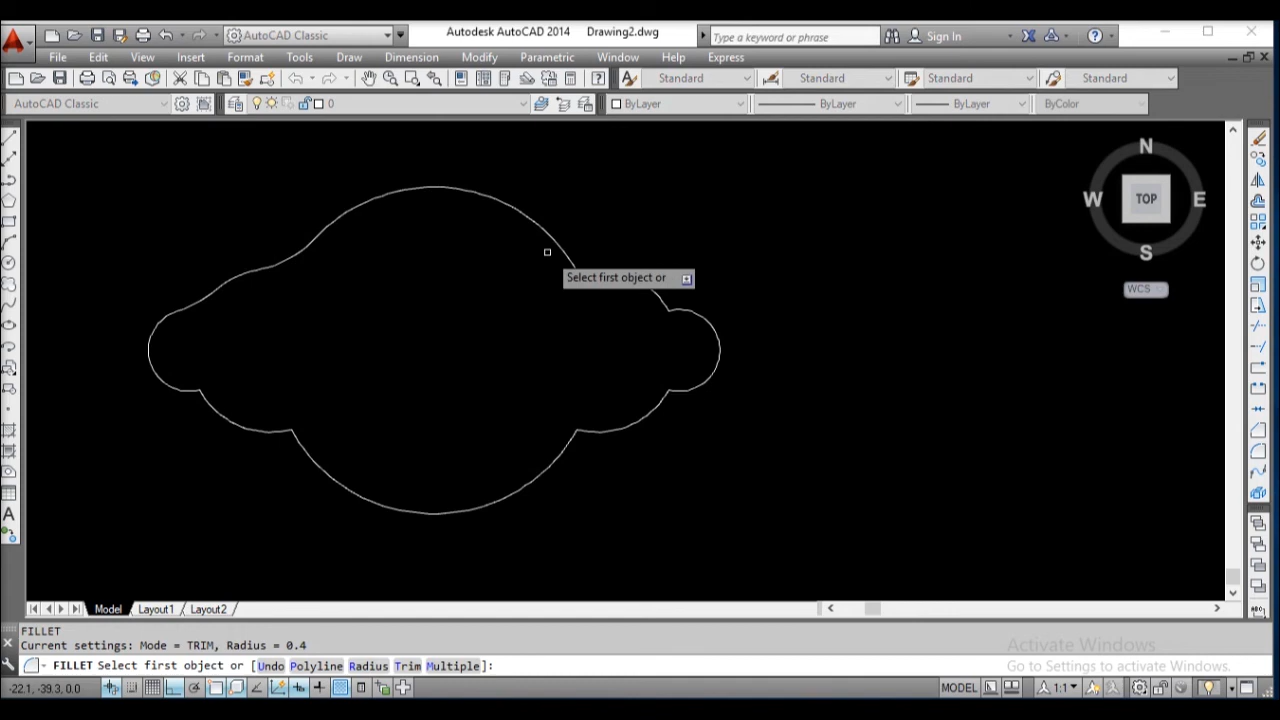 AutoCAD Classic
Autodesk AutoCAD 2014 Drawing2.dwg
Type a keyword or phrase
Sign In
File Edit View Insert Format Tools Draw Dimension Modify Parametric Window Help Express
Standard Standard Standard Standard
AutoCAD Classic
0
ByLayer ByLayer ByLayer ByColor
N
W TOP E
S
WCS
Select first object or
Model Layout1 Layout2
FILLET
Current settings: Mode = TRIM, Radius = 0.4
Activate Windows
FILLET Select first object or [Undo Polyline Radius Trim Multiple]:
Go to Settings to activate Windows.
-22.1, -39.3, 0.0
MODEL
1:1
A
ABC